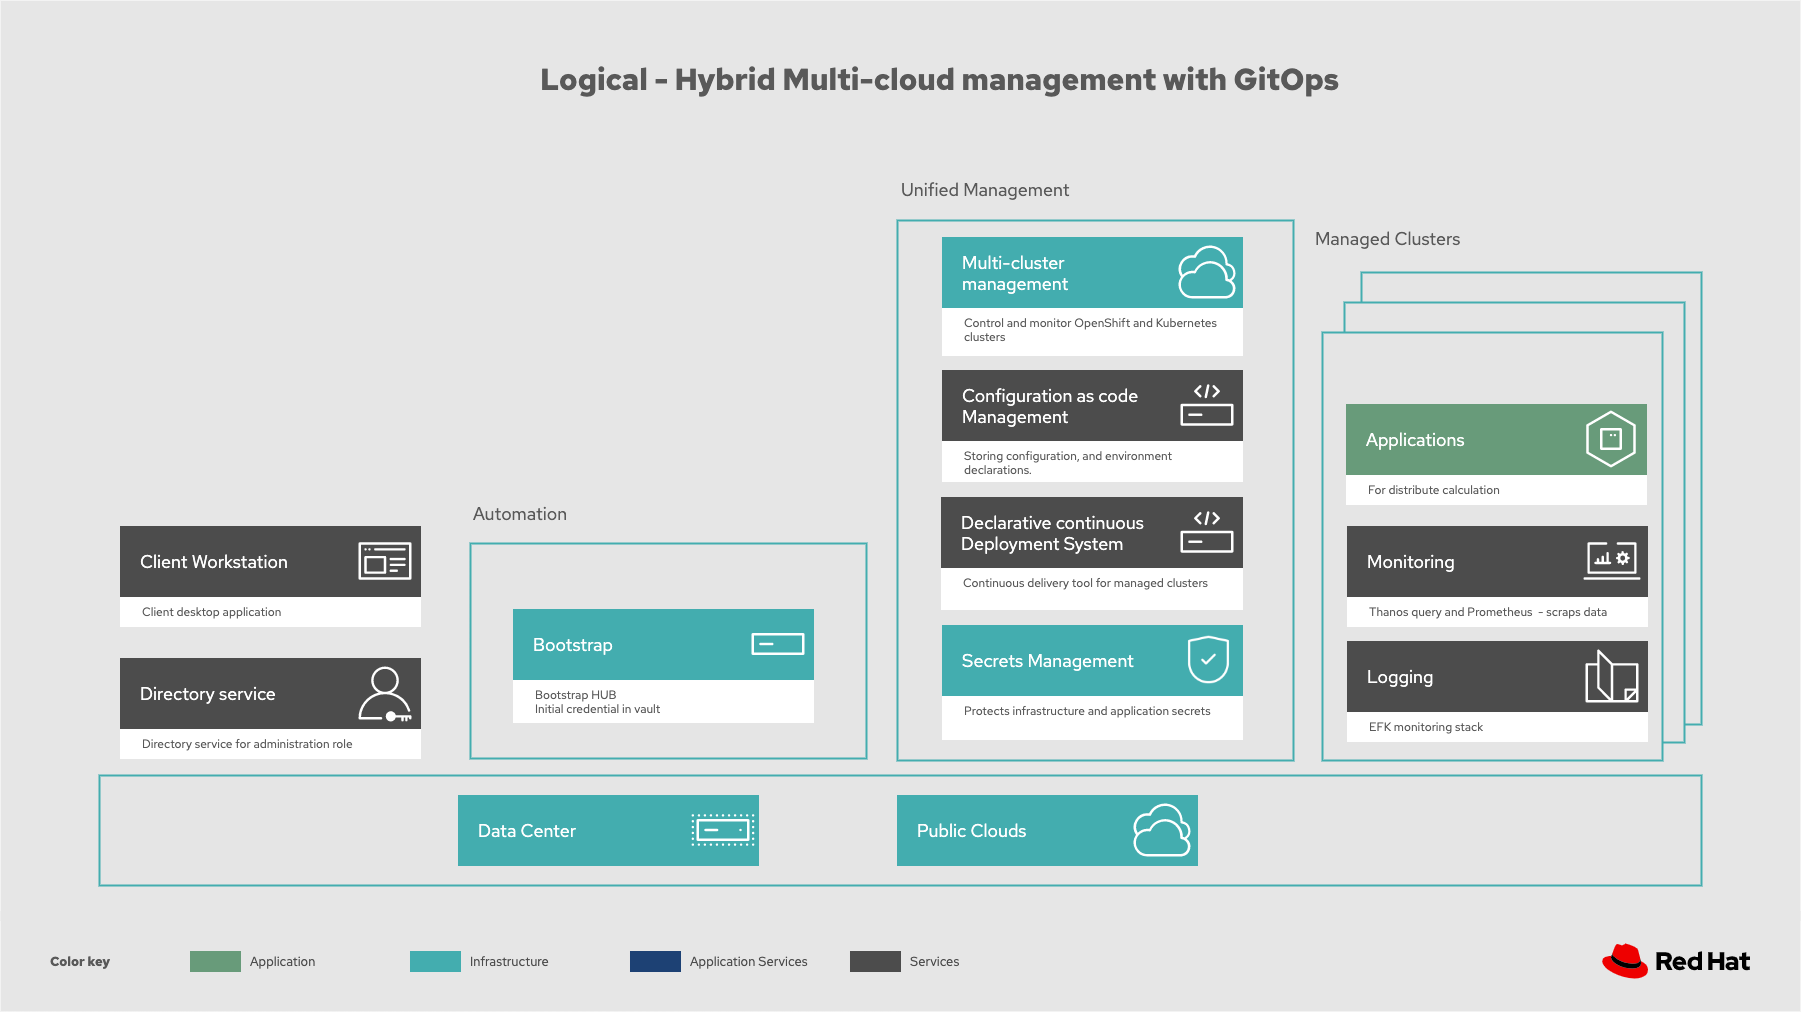 Logical - Hybrid Multi-cloud management with GitOps
Unified Management
Managed Clusters
Multi-cluster
management
Control and monitor OpenShift and Kubernetes
clusters
Configuration as code
Management
Storing configuration, and environment
declarations.
Declarative continuous
Deployment System
Continuous delivery tool for managed clusters
Secrets Management
Protects infrastructure and application secrets
Applications
For distribute calculation
Monitoring
Thanos query and Prometheus - scraps data
Logging
EFK monitoring stack
Automation
Bootstrap
Bootstrap HUB
Initial credential in vault
Client Workstation
Client desktop application
Directory service
Directory service for administration role
Data Center
Public Clouds
Color key
Application
Infrastructure
Application Services
Services
Red Hat